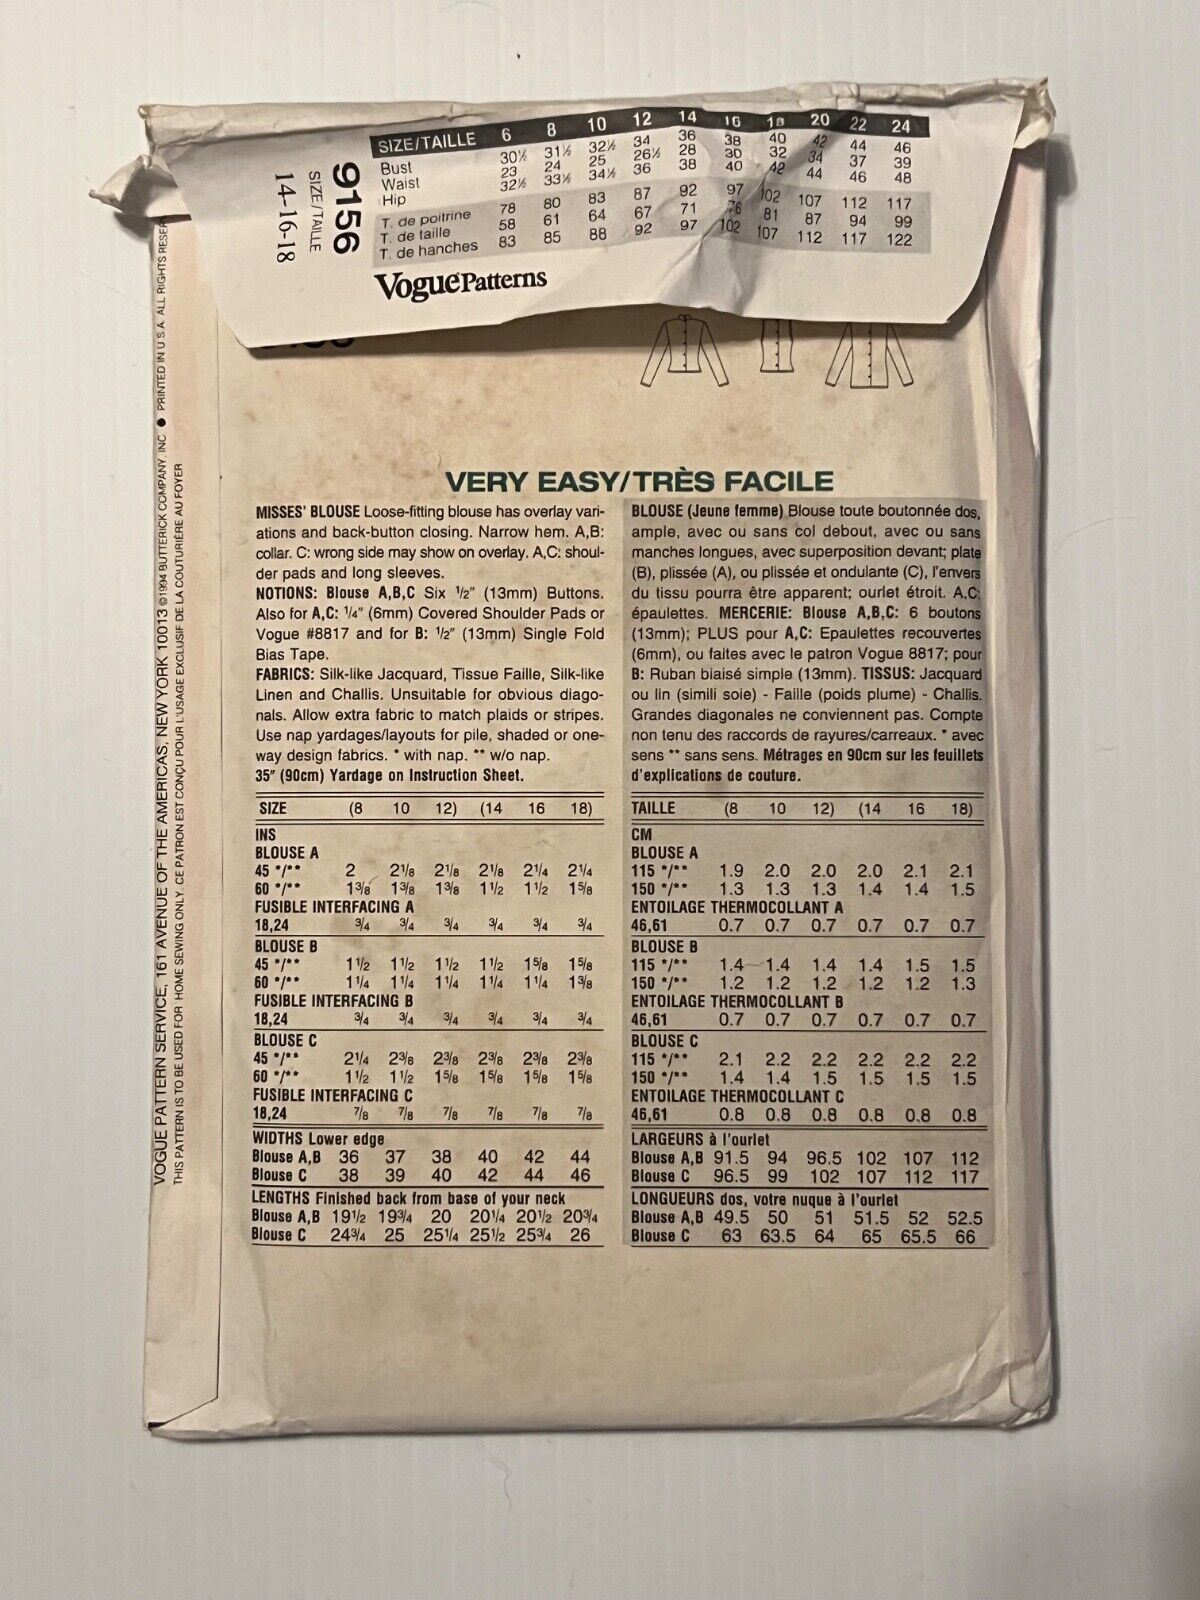 SIZE/TAILLE 6 8 10 12 14 16 18 20 22 24
Bust 30½ 31½ 32½ 34 36 38 40 42 44 46
Waist 23 24 25 26½ 28 30 32 34 37 39
Hip 32½ 33½ 34½ 36 38 40 42 44 46 48
T. de poitrine 78 80 83 87 92 97 102 107 112 117
T. de taille 58 61 64 67 71 76 81 87 94 99
T. de hanches 83 85 88 92 97 102 107 112 117 122
VoguePatterns
9156
SIZE/TAILLE
14-16-18
VOGUE PATTERN SERVICE, 161 AVENUE OF THE AMERICAS, NEW YORK 10013 ©1994 BUTTERICK COMPANY, INC ● PRINTED IN U S A. ALL RIGHTS RESER
THIS PATTERN IS TO BE USED FOR HOME SEWING ONLY. CE PATRON EST CONÇU POUR L'USAGE EXCLUSIF DE LA COUTURIÈRE AU FOYER
VERY EASY/TRÈS FACILE
MISSES' BLOUSE Loose-fitting blouse has overlay vari-
ations and back-button closing. Narrow hem. A,B:
collar. C: wrong side may show on overlay. A,C: shoul-
der pads and long sleeves.
NOTIONS: Blouse A,B,C Six 1/2" (13mm) Buttons.
Also for A,C: 1/4" (6mm) Covered Shoulder Pads or
Vogue #8817 and for B: 1/2" (13mm) Single Fold
Bias Tape.
FABRICS: Silk-like Jacquard, Tissue Faille, Silk-like
Linen and Challis. Unsuitable for obvious diago-
nals. Allow extra fabric to match plaids or stripes.
Use nap yardages/layouts for pile, shaded or one-
way design fabrics. * with nap. ** w/o nap.
35" (90cm) Yardage on Instruction Sheet.
SIZE (8 10 12) (14 16 18)
INS
BLOUSE A
45 */** 2 21/8 21/8 21/8 21/4 21/4
60 */** 13/8 13/8 13/8 11/2 11/2 15/8
FUSIBLE INTERFACING A
18,24 3/4 3/4 3/4 3/4 3/4 3/4
BLOUSE B
45 */** 11/2 11/2 11/2 11/2 15/8 15/8
60 */** 11/4 11/4 11/4 11/4 11/4 13/8
FUSIBLE INTERFACING B
18,24 3/4 3/4 3/4 3/4 3/4 3/4
BLOUSE C
45 */** 21/4 23/8 23/8 23/8 23/8 23/8
60 */** 11/2 11/2 15/8 15/8 15/8 15/8
FUSIBLE INTERFACING C
18,24 7/8 7/8 7/8 7/8 7/8 7/8
WIDTHS Lower edge
Blouse A,B 36 37 38 40 42 44
Blouse C 38 39 40 42 44 46
LENGTHS Finished back from base of your neck
Blouse A,B 191/2 193/4 20 201/4 201/2 203/4
Blouse C 243/4 25 251/4 251/2 253/4 26
BLOUSE (Jeune femme) Blouse toute boutonnée dos,
ample, avec ou sans col debout, avec ou sans
manches longues, avec superposition devant; plate
(B), plissée (A), ou plissée et ondulante (C), l'envers
du tissu pourra être apparent; ourlet étroit. A,C:
épaulettes. MERCERIE: Blouse A,B,C: 6 boutons
(13mm); PLUS pour A,C: Epaulettes recouvertes
(6mm), ou faites avec le patron Vogue 8817; pour
B: Ruban biaisé simple (13mm). TISSUS: Jacquard
ou lin (simili soie) - Faille (poids plume) - Challis.
Grandes diagonales ne conviennent pas. Compte
non tenu des raccords de rayures/carreaux. * avec
sens ** sans sens. Métrages en 90cm sur les feuillets
d'explications de couture.
TAILLE (8 10 12) (14 16 18)
CM
BLOUSE A
115 */** 1.9 2.0 2.0 2.0 2.1 2.1
150 */** 1.3 1.3 1.3 1.4 1.4 1.5
ENTOILAGE THERMOCOLLANT A
46,61 0.7 0.7 0.7 0.7 0.7 0.7
BLOUSE B
115 */** 1.4 1.4 1.4 1.4 1.5 1.5
150 */** 1.2 1.2 1.2 1.2 1.2 1.3
ENTOILAGE THERMOCOLLANT B
46,61 0.7 0.7 0.7 0.7 0.7 0.7
BLOUSE C
115 */** 2.1 2.2 2.2 2.2 2.2 2.2
150 */** 1.4 1.4 1.5 1.5 1.5 1.5
ENTOILAGE THERMOCOLLANT C
46,61 0.8 0.8 0.8 0.8 0.8 0.8
LARGEURS à l'ourlet
Blouse A,B 91.5 94 96.5 102 107 112
Blouse C 96.5 99 102 107 112 117
LONGUEURS dos, votre nuque à l'ourlet
Blouse A,B 49.5 50 51 51.5 52 52.5
Blouse C 63 63.5 64 65 65.5 66